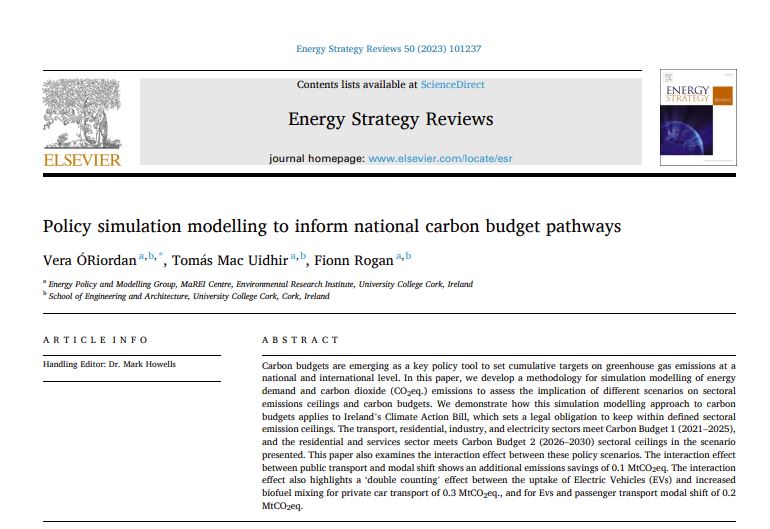 Energy Strategy Reviews 50 (2023) 101237
Contents lists available at ScienceDirect
Energy Strategy Reviews
journal homepage: www.elsevier.com/locate/esr
ELSEVIER
ENERGY
STRATEGY
REVIEWS
Policy simulation modelling to inform national carbon budget pathways
Vera ÓRiordan a,b,*, Tomás Mac Uidhir a,b, Fionn Rogan a,b
a Energy Policy and Modelling Group, MaREI Centre, Environmental Research Institute, University College Cork, Ireland
b School of Engineering and Architecture, University College Cork, Cork, Ireland
ARTICLE INFO
Handling Editor: Dr. Mark Howells
ABSTRACT
Carbon budgets are emerging as a key policy tool to set cumulative targets on greenhouse gas emissions at a
national and international level. In this paper, we develop a methodology for simulation modelling of energy
demand and carbon dioxide (CO2eq.) emissions to assess the implication of different scenarios on sectoral
emissions ceilings and carbon budgets. We demonstrate how this simulation modelling approach to carbon
budgets applies to Ireland's Climate Action Bill, which sets a legal obligation to keep within defined sectoral
emission ceilings. The transport, residential, industry, and electricity sectors meet Carbon Budget 1 (2021–2025),
and the residential and services sector meets Carbon Budget 2 (2026–2030) sectoral ceilings in the scenario
presented. This paper also examines the interaction effect between these policy scenarios. The interaction effect
between public transport and modal shift shows an additional emissions savings of 0.1 MtCO2eq. The interaction
effect also highlights a 'double counting' effect between the uptake of Electric Vehicles (EVs) and increased
biofuel mixing for private car transport of 0.3 MtCO2eq., and for Evs and passenger transport modal shift of 0.2
MtCO2eq.